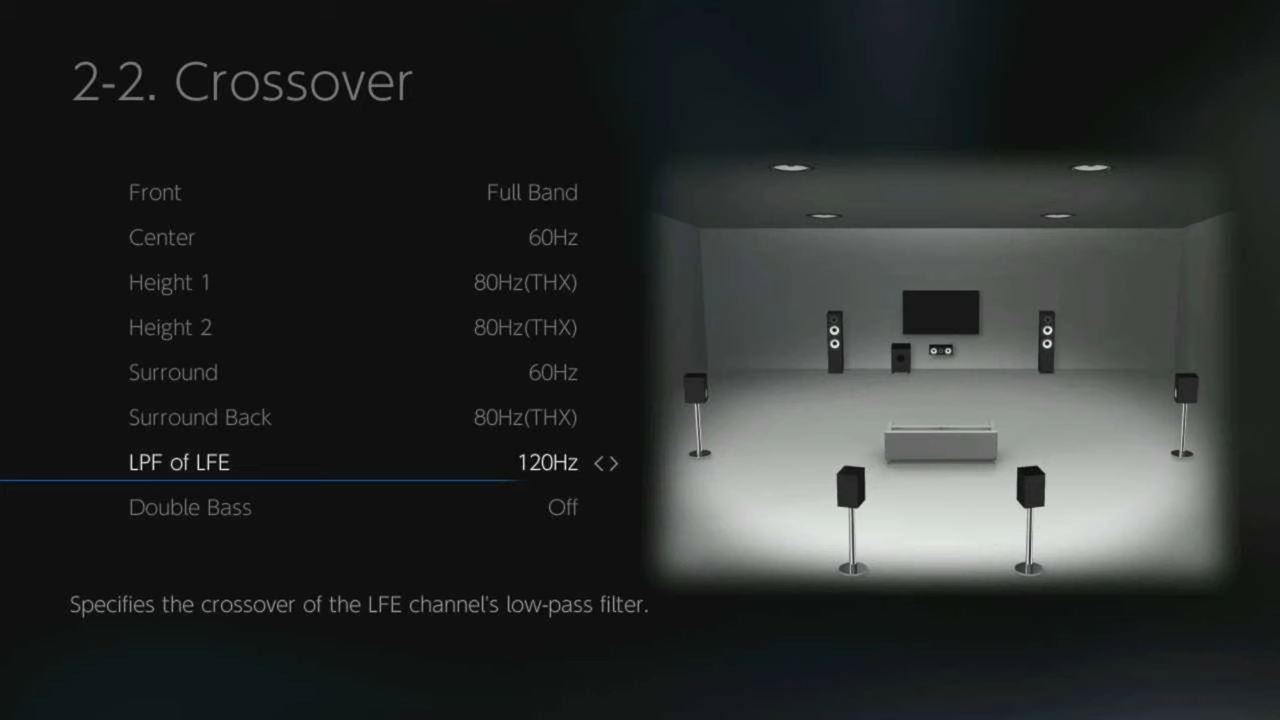 2-2. Crossover
Front Full Band
Center 60Hz
Height 1 80Hz(THX)
Height 2 80Hz(THX)
Surround 60Hz
Surround Back 80Hz(THX)
LPF of LFE 120Hz
Double Bass Off
Specifies the crossover of the LFE channel's low-pass filter.